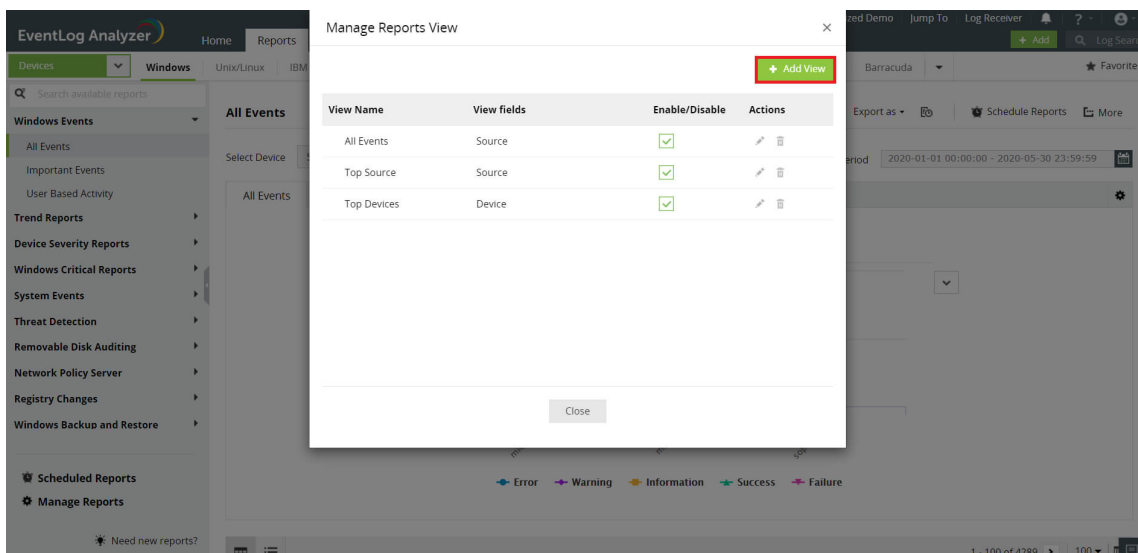 EventLog Analyzer
Home Reports
zed Demo Jump To Log Receiver ?
+ Add Log Sear
Devices Windows Unix/Linux IBM Barracuda Favorite
Search available reports
Windows Events
All Events
Important Events
User Based Activity
Trend Reports
Device Severity Reports
Windows Critical Reports
System Events
Threat Detection
Removable Disk Auditing
Network Policy Server
Registry Changes
Windows Backup and Restore
Scheduled Reports
Manage Reports
Need new reports?
All Events
Export as Schedule Reports More
Select Device
eriod 2020-01-01 00:00:00 - 2020-05-30 23:59:59
All Events
Manage Reports View ×
+ Add View
View Name View fields Enable/Disable Actions
All Events Source
Top Source Source
Top Devices Device
Close
Error Warning Information Success Failure
1 - 100 of 4289 100